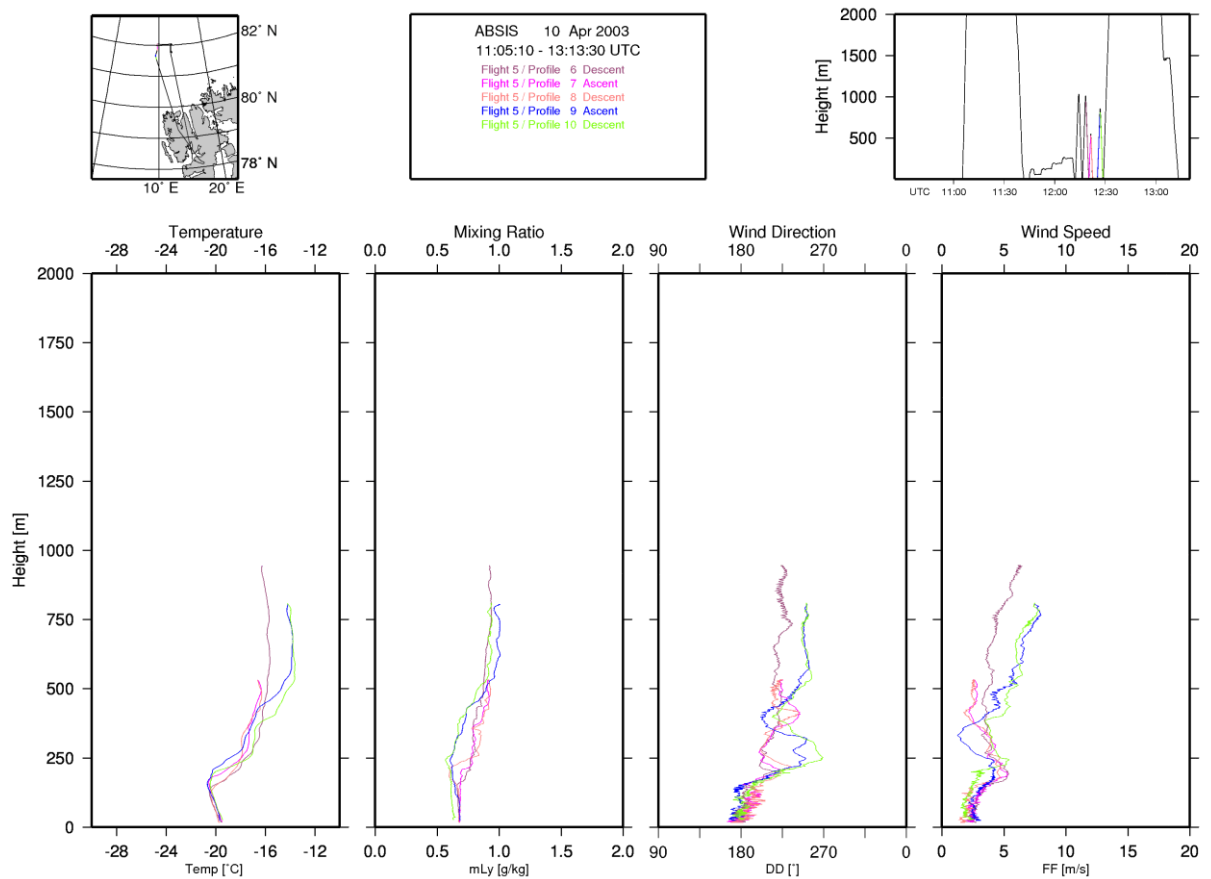 82° N
80° N
78° N
10° E
20° E
ABSIS 10 Apr 2003
11:05:10 - 13:13:30 UTC
Flight 5 / Profile 6 Descent
Flight 5 / Profile 7 Ascent
Flight 5 / Profile 8 Descent
Flight 5 / Profile 9 Ascent
Flight 5 / Profile 10 Descent
2000
1500
1000
500
Height [m]
UTC 11:00 11:30 12:00 12:30 13:00
Temperature
-28 -24 -20 -16 -12
Mixing Ratio
0.0 0.5 1.0 1.5 2.0
Wind Direction
90 180 270 0
Wind Speed
0 5 10 15 20
2000
1750
1500
1250
1000
750
500
250
0
Height [m]
-28 -24 -20 -16 -12
Temp [°C]
0.0 0.5 1.0 1.5 2.0
mLy [g/kg]
90 180 270 0
DD [°]
0 5 10 15 20
FF [m/s]